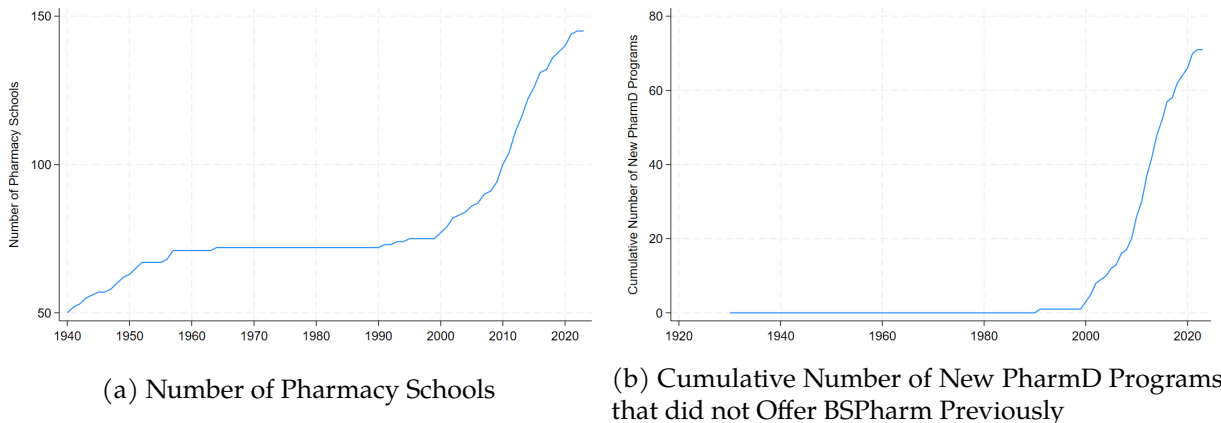 150
100
50
Number of Pharmacy Schools
1940 1950 1960 1970 1980 1990 2000 2010 2020
(a) Number of Pharmacy Schools
80
60
40
20
0
Cumulative Number of New PharmD Programs
1920 1940 1960 1980 2000 2020
(b) Cumulative Number of New PharmD Programs
that did not Offer BSPharm Previously